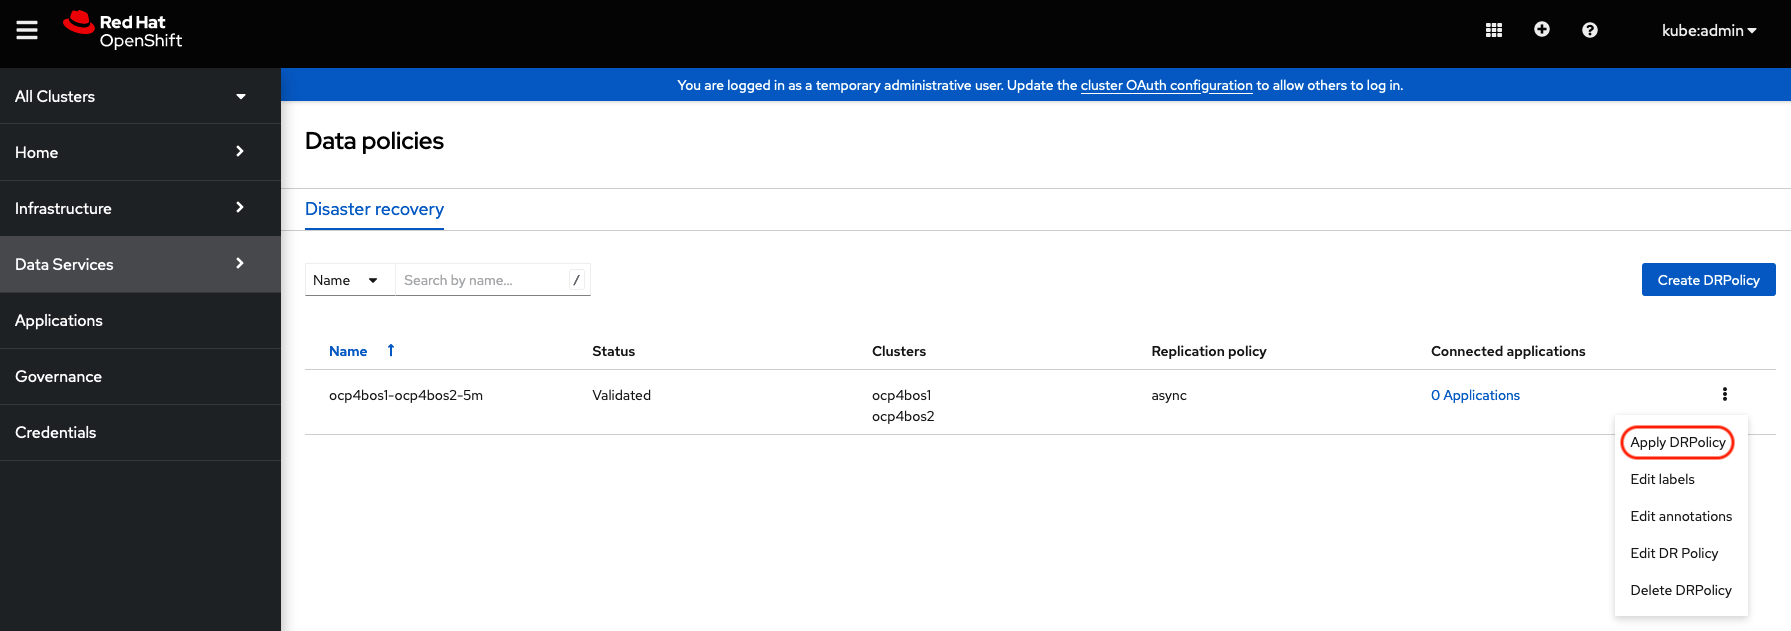 Red Hat
OpenShift
kube:admin
You are logged in as a temporary administrative user. Update the cluster OAuth configuration to allow others to log in.
All Clusters
Home
Infrastructure
Data Services
Applications
Governance
Credentials
Data policies
Disaster recovery
Name Search by name... /
Create DRPolicy
Name Status Clusters Replication policy Connected applications
ocp4bos1-ocp4bos2-5m Validated ocp4bos1 async 0 Applications
ocp4bos2
Apply DRPolicy
Edit labels
Edit annotations
Edit DR Policy
Delete DRPolicy